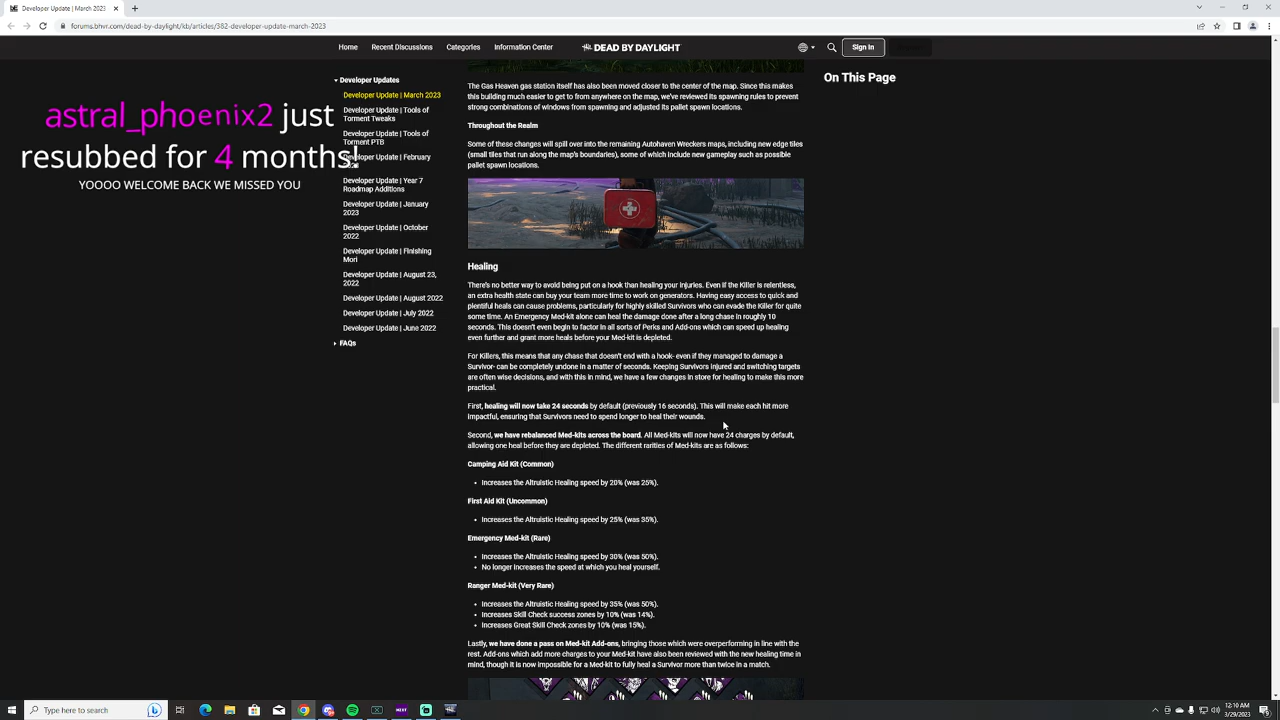 Developer Update | March 2023
forums.bhvr.com/dead-by-daylight/kb/articles/382-developer-update-march-2023
Home
Recent Discussions
Categories
Information Center
DEAD BY DAYLIGHT
Sign In
Developer Updates
Developer Update | March 2023
Developer Update | Tools of
Torment Tweaks
Developer Update | Tools of
Torment PTB
Developer Update | February
Developer Update | Year 7
Roadmap Additions
Developer Update | January
2023
Developer Update | October
2022
Developer Update | Finishing
Mori
Developer Update | August 23,
2022
Developer Update | August 2022
Developer Update | July 2022
Developer Update | June 2022
FAQs
astral_phoenix2 just
resubbed for 4 months!
YOOOO WELCOME BACK WE MISSED YOU
The Gas Heaven gas station itself has also been moved closer to the center of the map. Since this makes
this building much easier to get to from anywhere on the map, we've reviewed its spawning rules to prevent
strong combinations of windows from spawning and adjusted its pallet spawn locations.
Throughout the Realm
Some of these changes will spill over into the remaining Autohaven Wreckers maps, including new edge tiles
(small tiles that run along the map's boundaries), some of which include new gameplay such as possible
pallet spawn locations.
Healing
There's no better way to avoid being put on a hook than healing your injuries. Even if the Killer is relentless,
an extra health state can buy your team more time to work on generators. Having easy access to quick and
plentiful heals can cause problems, particularly for highly skilled Survivors who can evade the Killer for quite
some time. An Emergency Med-kit alone can heal the damage done after a long chase in roughly 10
seconds. This doesn't even begin to factor in all sorts of Perks and Add-ons which can speed up healing
even further and grant more heals before your Med-kit is depleted.
For Killers, this means that any chase that doesn't end with a hook- even if they managed to damage a
Survivor- can be completely undone in a matter of seconds. Keeping Survivors injured and switching targets
are often wise decisions, and with this in mind, we have a few changes in store for healing to make this more
practical.
First, healing will now take 24 seconds by default (previously 16 seconds). This will make each hit more
impactful, ensuring that Survivors need to spend longer to heal their wounds.
Second, we have rebalanced Med-kits across the board. All Med-kits will now have 24 charges by default,
allowing one heal before they are depleted. The different rarities of Med-kits are as follows:
Camping Aid Kit (Common)
• Increases the Altruistic Healing speed by 20% (was 25%).
First Aid Kit (Uncommon)
• Increases the Altruistic Healing speed by 25% (was 35%).
Emergency Med-kit (Rare)
• Increases the Altruistic Healing speed by 30% (was 50%).
• No longer increases the speed at which you heal yourself.
Ranger Med-kit (Very Rare)
• Increases the Altruistic Healing speed by 35% (was 50%).
• Increases Skill Check success zones by 10% (was 14%).
• Increases Great Skill Check zones by 10% (was 15%).
Lastly, we have done a pass on Med-kit Add-ons, bringing those which were overperforming in line with the
rest. Add-ons which add more charges to your Med-kit have also been reviewed with the new healing time in
mind, though it is now impossible for a Med-kit to fully heal a Survivor more than twice in a match.
On This Page
Type here to search
NEXT
12:10 AM
3/29/2023